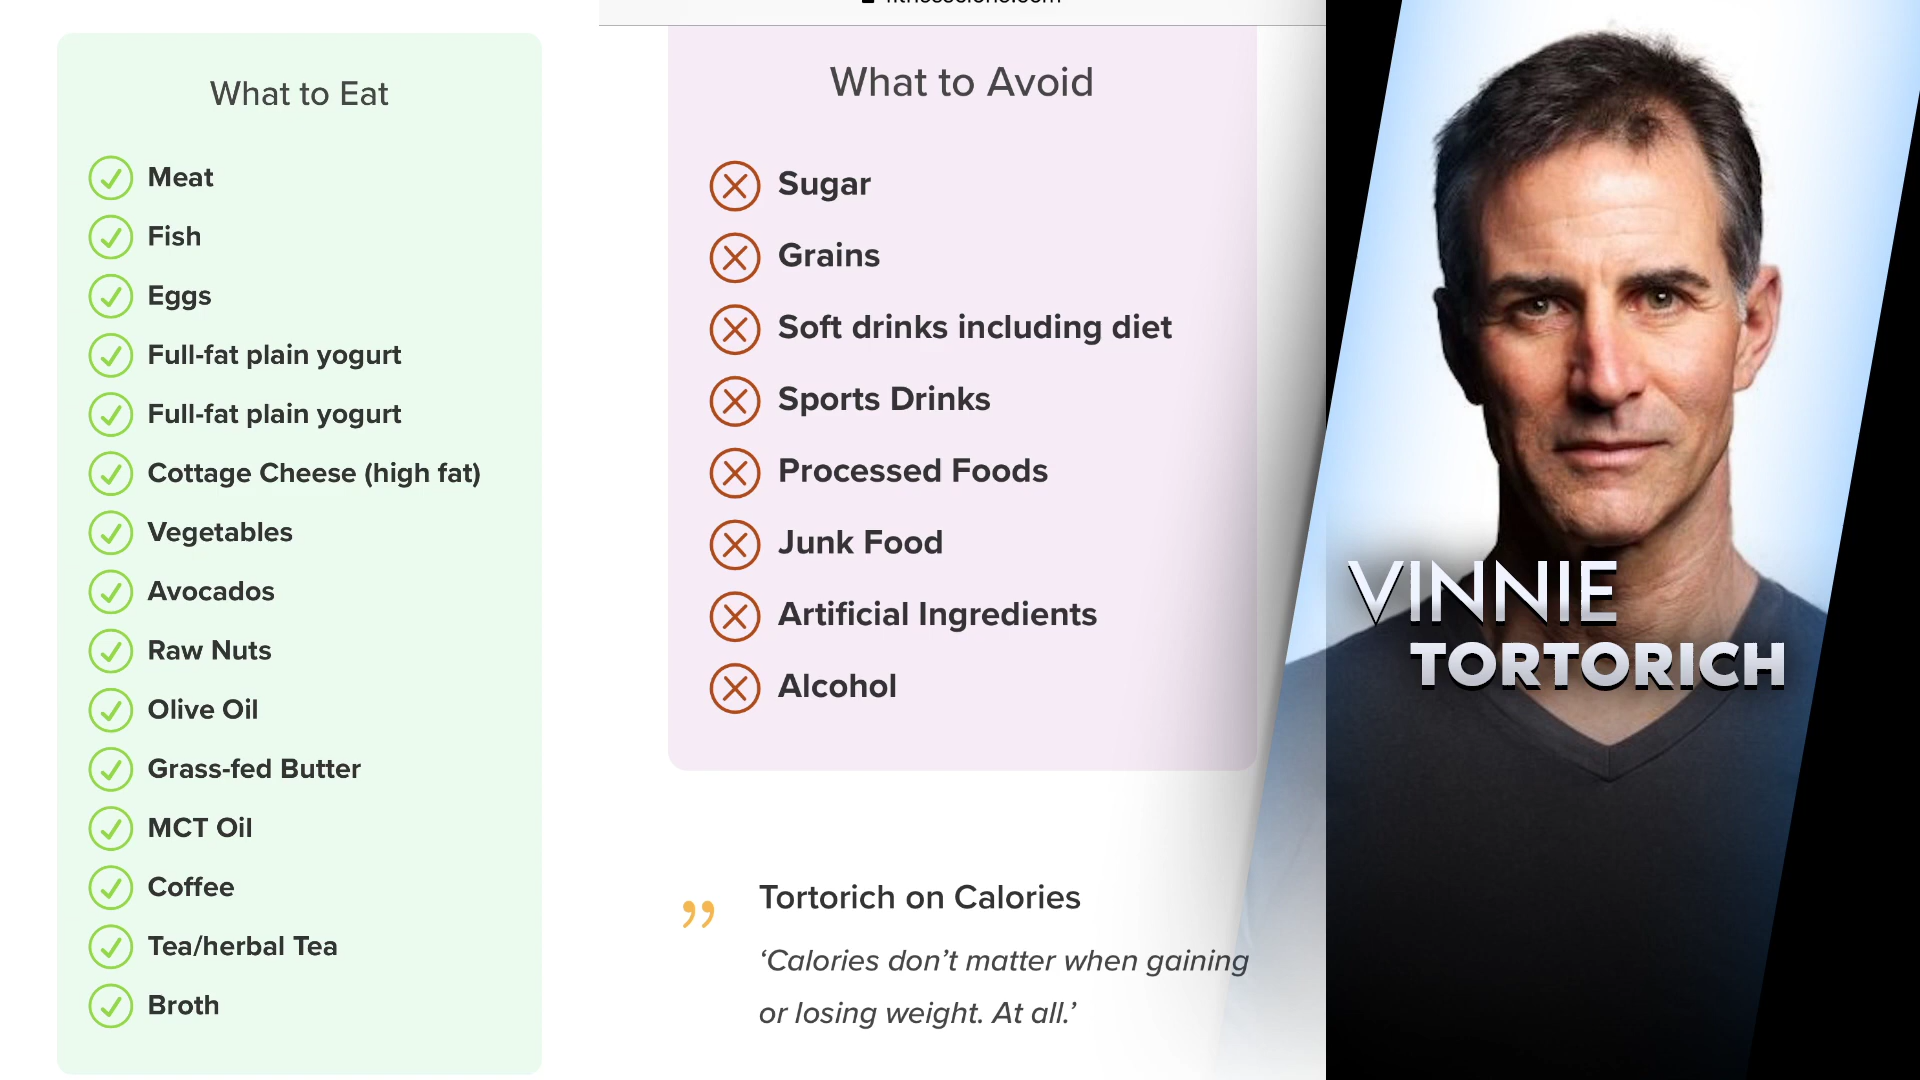 What to Eat
Meat
Fish
Eggs
Full-fat plain yogurt
Full-fat plain yogurt
Cottage Cheese (high fat)
Vegetables
Avocados
Raw Nuts
Olive Oil
Grass-fed Butter
MCT Oil
Coffee
Tea/herbal Tea
Broth
What to Avoid
Sugar
Grains
Soft drinks including diet
Sports Drinks
Processed Foods
Junk Food
Artificial Ingredients
Alcohol
” Tortorich on Calories
‘Calories don’t matter when gaining
or losing weight. At all.’
VINNIE
TORTORICH